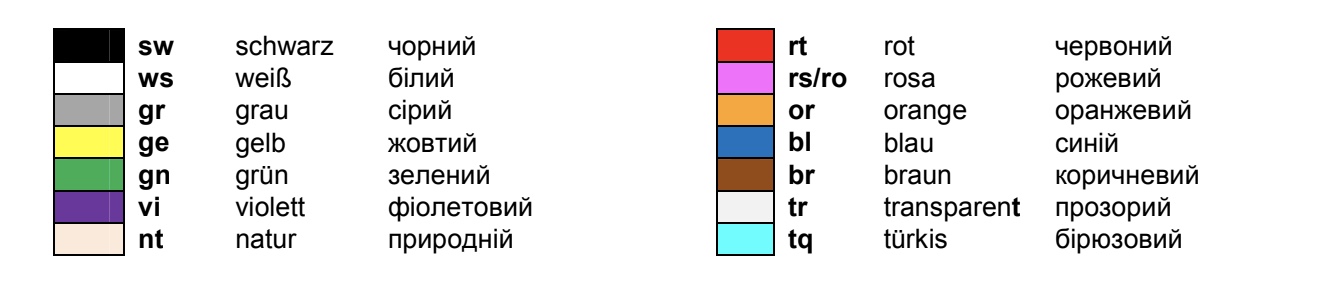 sw schwarz чорний
ws weiß білий
gr grau сірий
ge gelb жовтий
gn grün зелений
vi violett фіолетовий
nt natur природній
rt rot червоний
rs/ro rosa рожевий
or orange оранжевий
bl blau синій
br braun коричневий
tr transparent прозорий
tq türkis бірюзовий